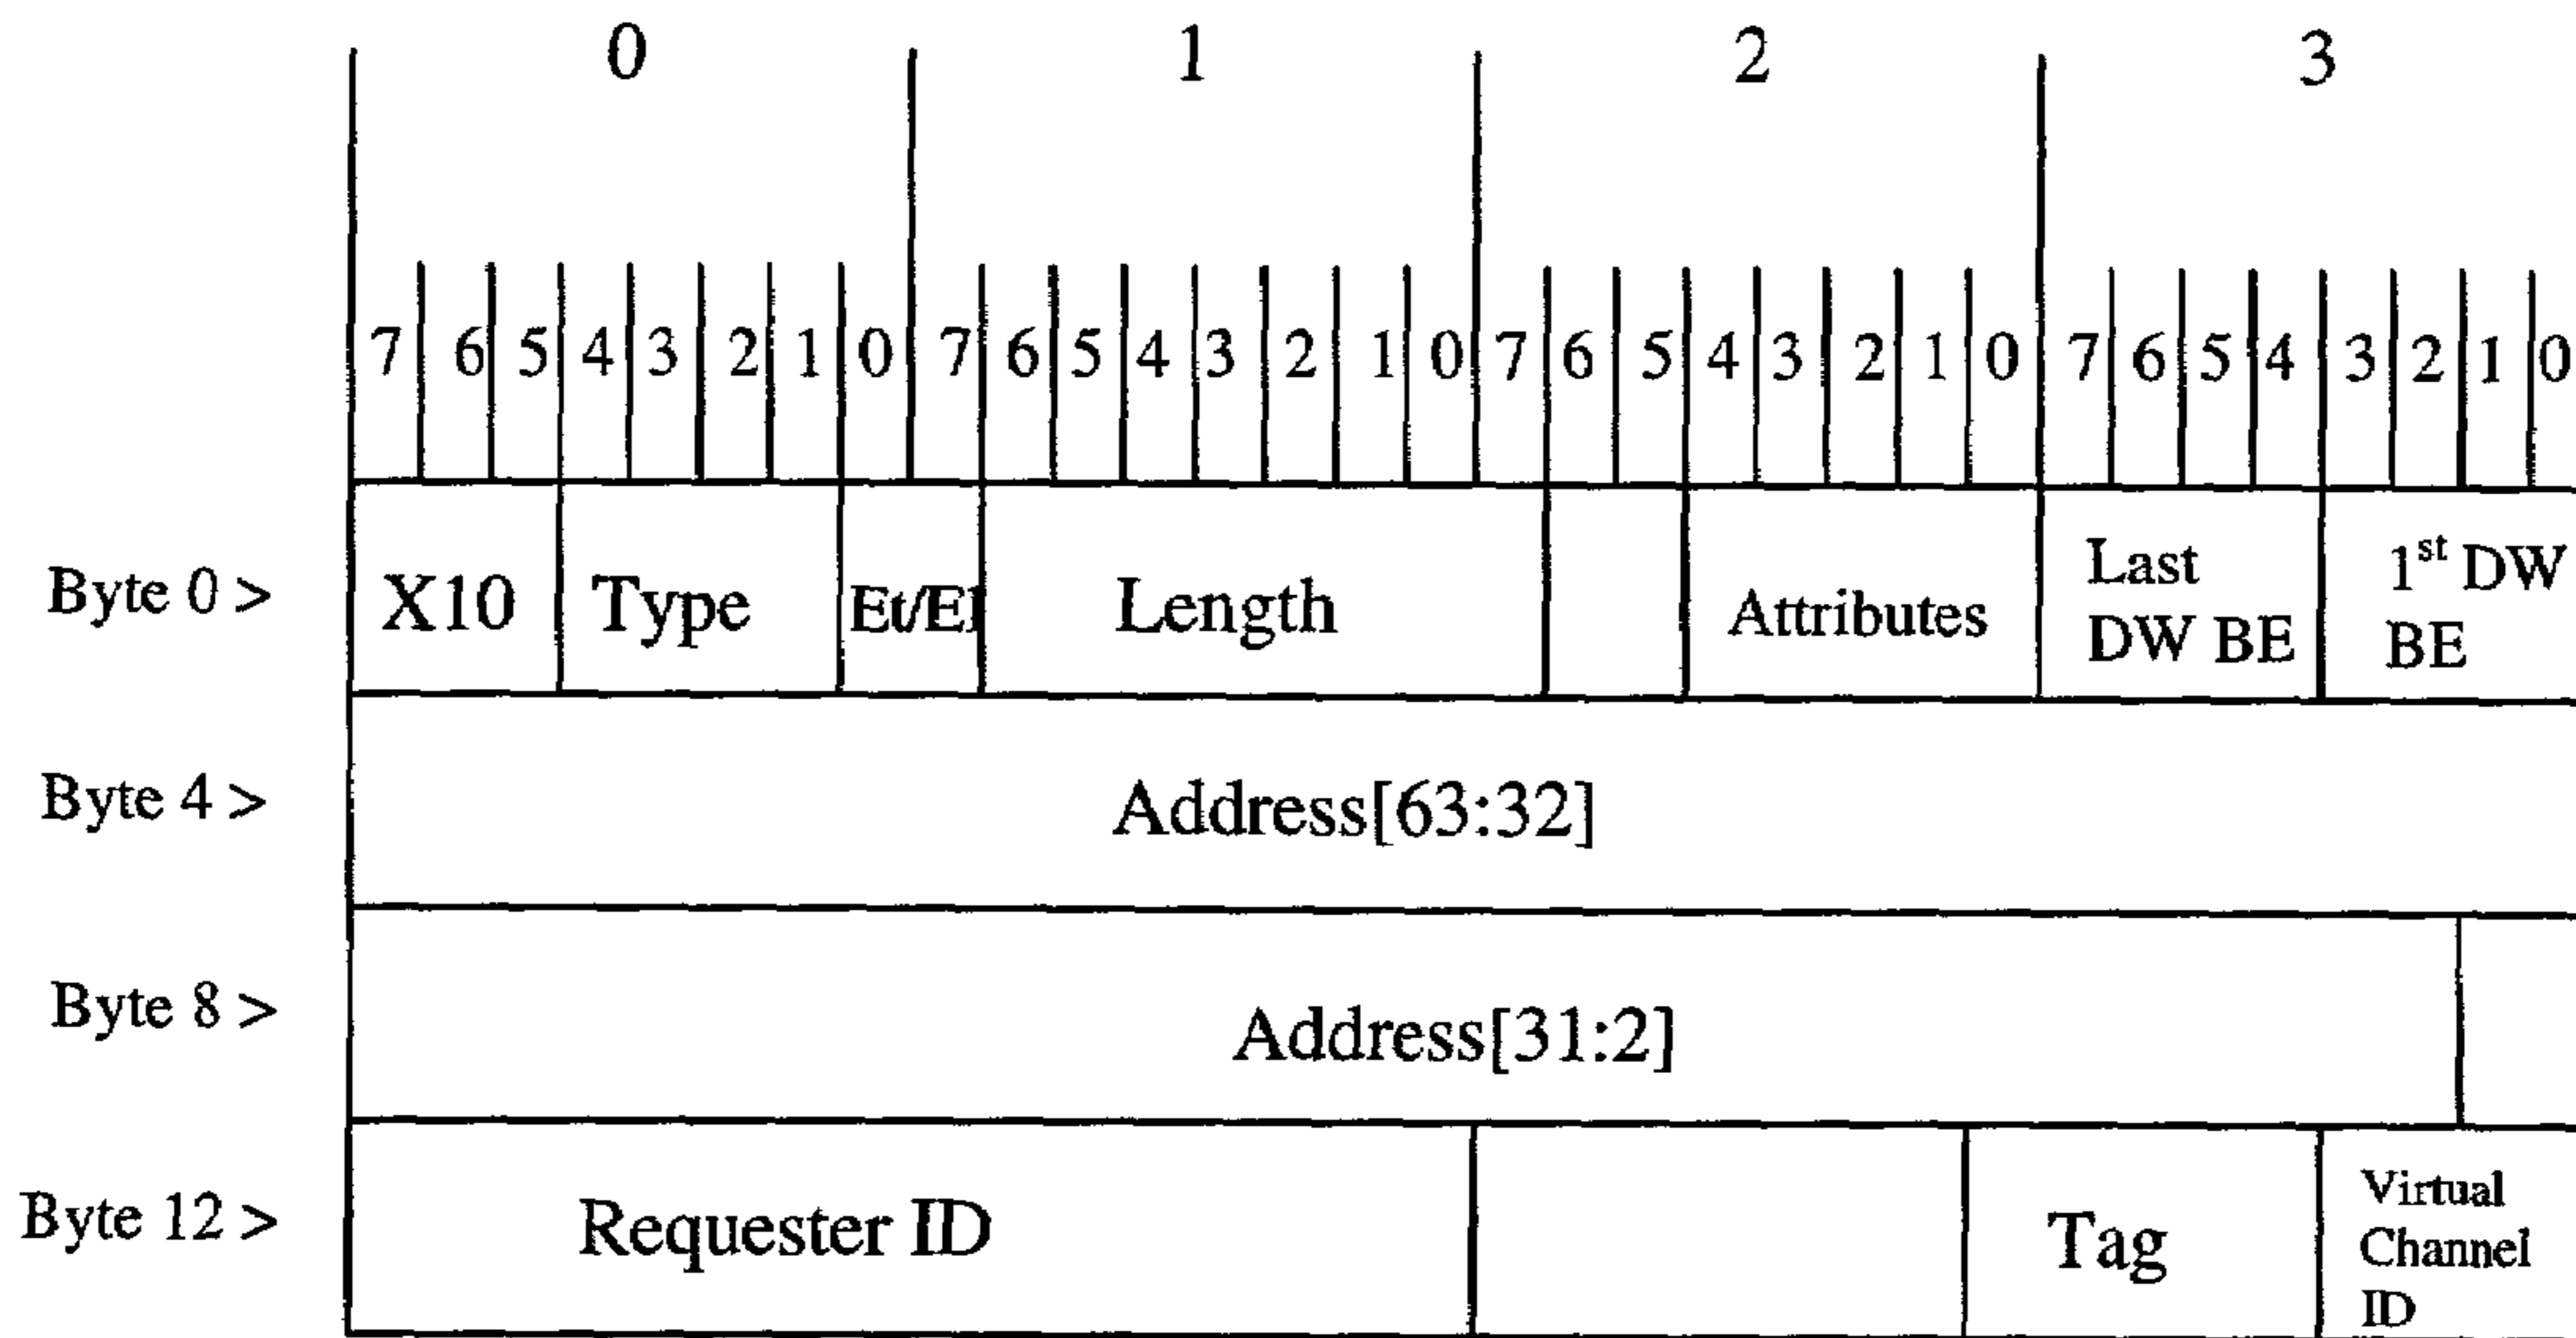 0 1 2 3
7 6 5 4 3 2 1 0 7 6 5 4 3 2 1 0 7 6 5 4 3 2 1 0 7 6 5 4 3 2 1 0
Byte 0 >
X10
Type
Et/El
Length
Attributes
Last
DW BE
1st DW
BE
Byte 4 >
Address[63:32]
Byte 8 >
Address[31:2]
Byte 12 >
Requester ID
Tag
Virtual
Channel
ID